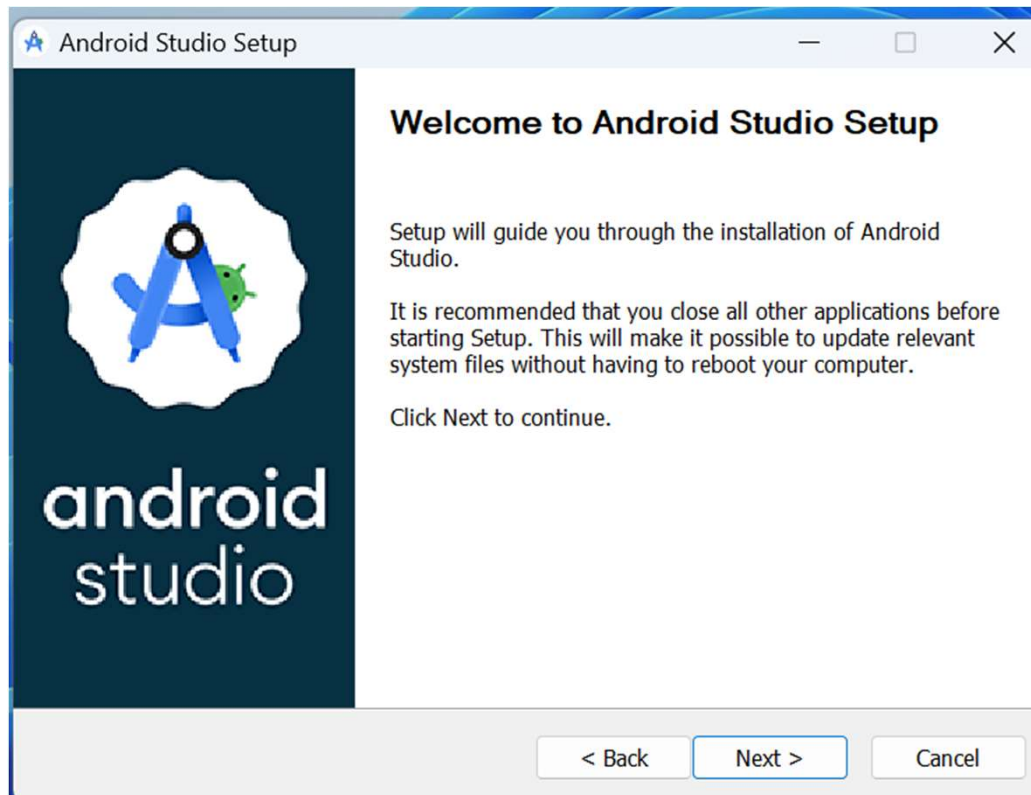 Android Studio Setup
Welcome to Android Studio Setup
Setup will guide you through the installation of Android
Studio.
It is recommended that you close all other applications before
starting Setup. This will make it possible to update relevant
system files without having to reboot your computer.
Click Next to continue.
android
studio
< Back
Next >
Cancel